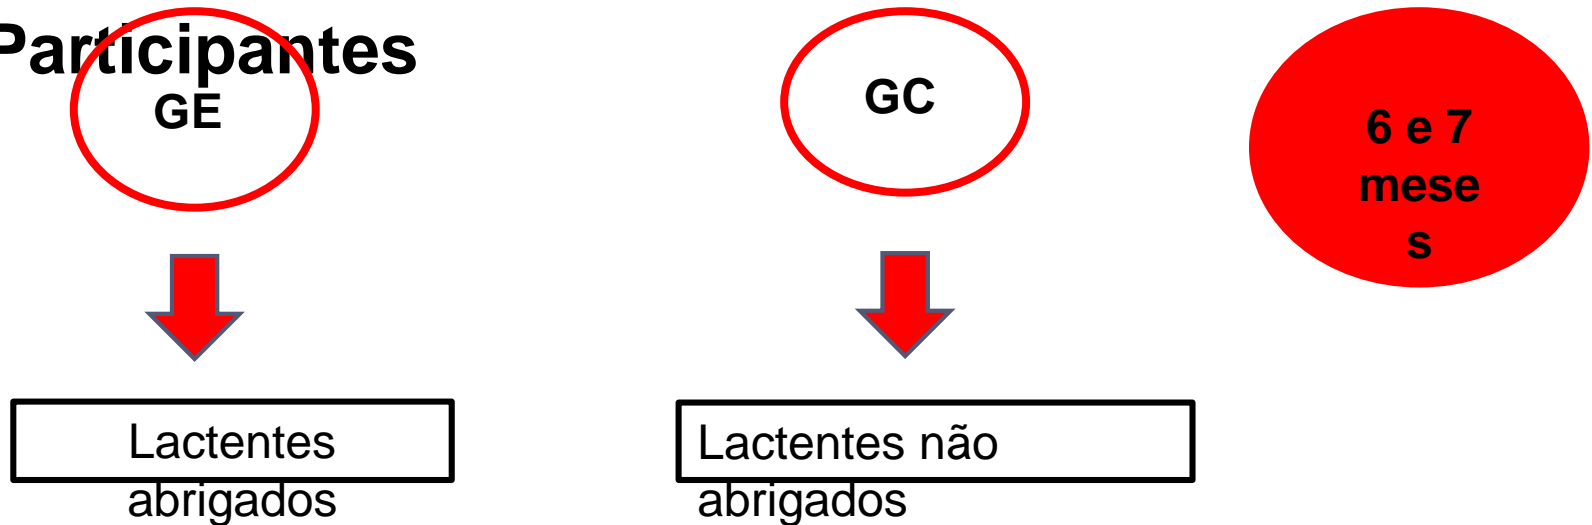 Participantes
GE
GC
6 e 7
mese
s
Lactentes
abrigados
Lactentes não
abrigados